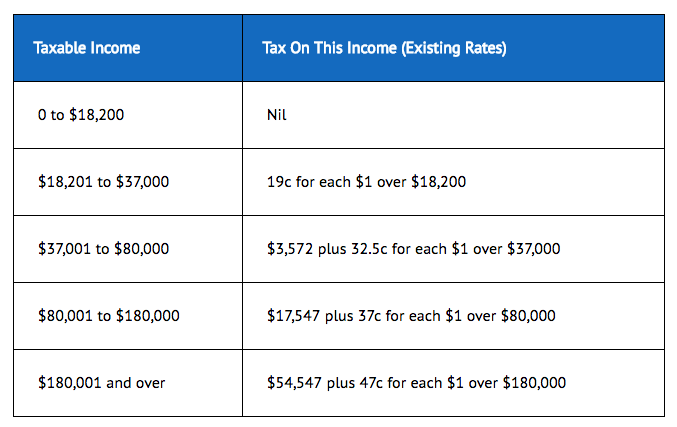 Taxable Income Tax On This Income (Existing Rates)
0 to $18,200 Nil
$18,201 to $37,000 19c for each $1 over $18,200
$37,001 to $80,000 $3,572 plus 32.5c for each $1 over $37,000
$80,001 to $180,000 $17,547 plus 37c for each $1 over $80,000
$180,001 and over $54,547 plus 47c for each $1 over $180,000